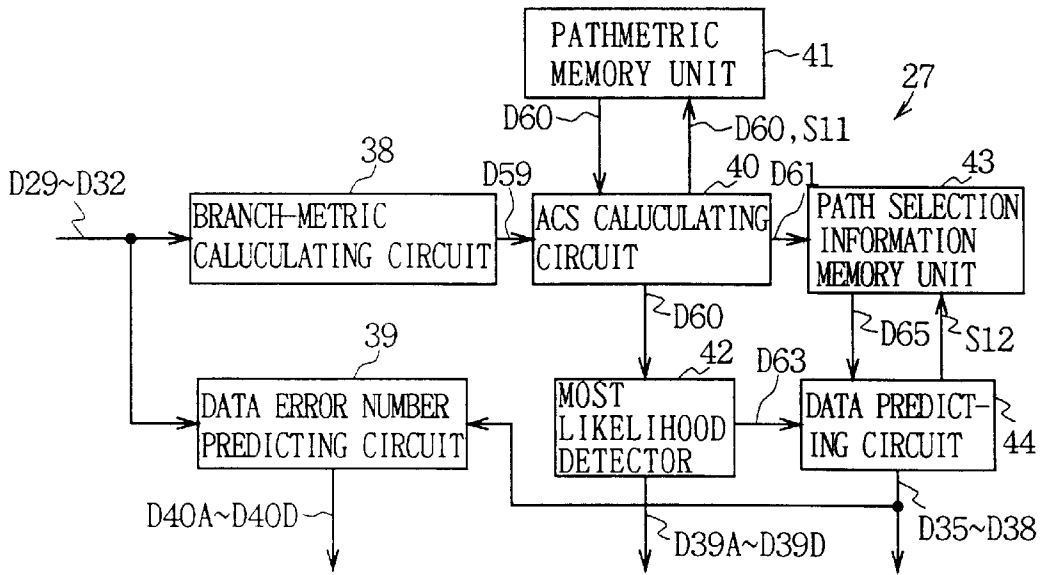 PATHMETRIC
MEMORY UNIT
41
27
D60
D60, S11
38
D59
40
D61
43
D29~D32
BRANCH-METRIC
CALUCULATING CIRCUIT
ACS CALUCULATING
CIRCUIT
PATH SELECTION
INFORMATION
MEMORY UNIT
D60
D65
S12
39
42
D63
DATA ERROR NUMBER
PREDICTING CIRCUIT
MOST
LIKELIHOOD
DETECTOR
DATA PREDICT-
ING CIRCUIT
44
D40A~D40D
D39A~D39D
D35~D38